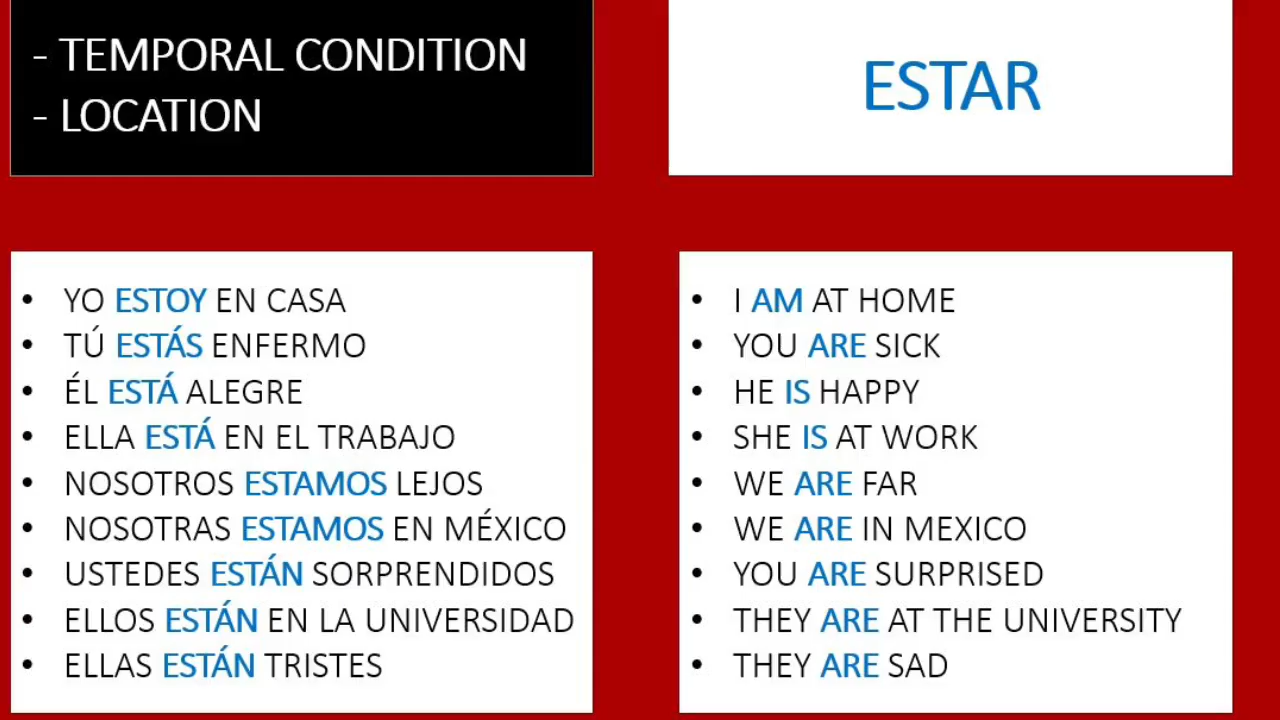 - TEMPORAL CONDITION
- LOCATION
ESTAR
• YO ESTOY EN CASA
• TÚ ESTÁS ENFERMO
• ÉL ESTÁ ALEGRE
• ELLA ESTÁ EN EL TRABAJO
• NOSOTROS ESTAMOS LEJOS
• NOSOTRAS ESTAMOS EN MÉXICO
• USTEDES ESTÁN SORPRENDIDOS
• ELLOS ESTÁN EN LA UNIVERSIDAD
• ELLAS ESTÁN TRISTES
• I AM AT HOME
• YOU ARE SICK
• HE IS HAPPY
• SHE IS AT WORK
• WE ARE FAR
• WE ARE IN MEXICO
• YOU ARE SURPRISED
• THEY ARE AT THE UNIVERSITY
• THEY ARE SAD